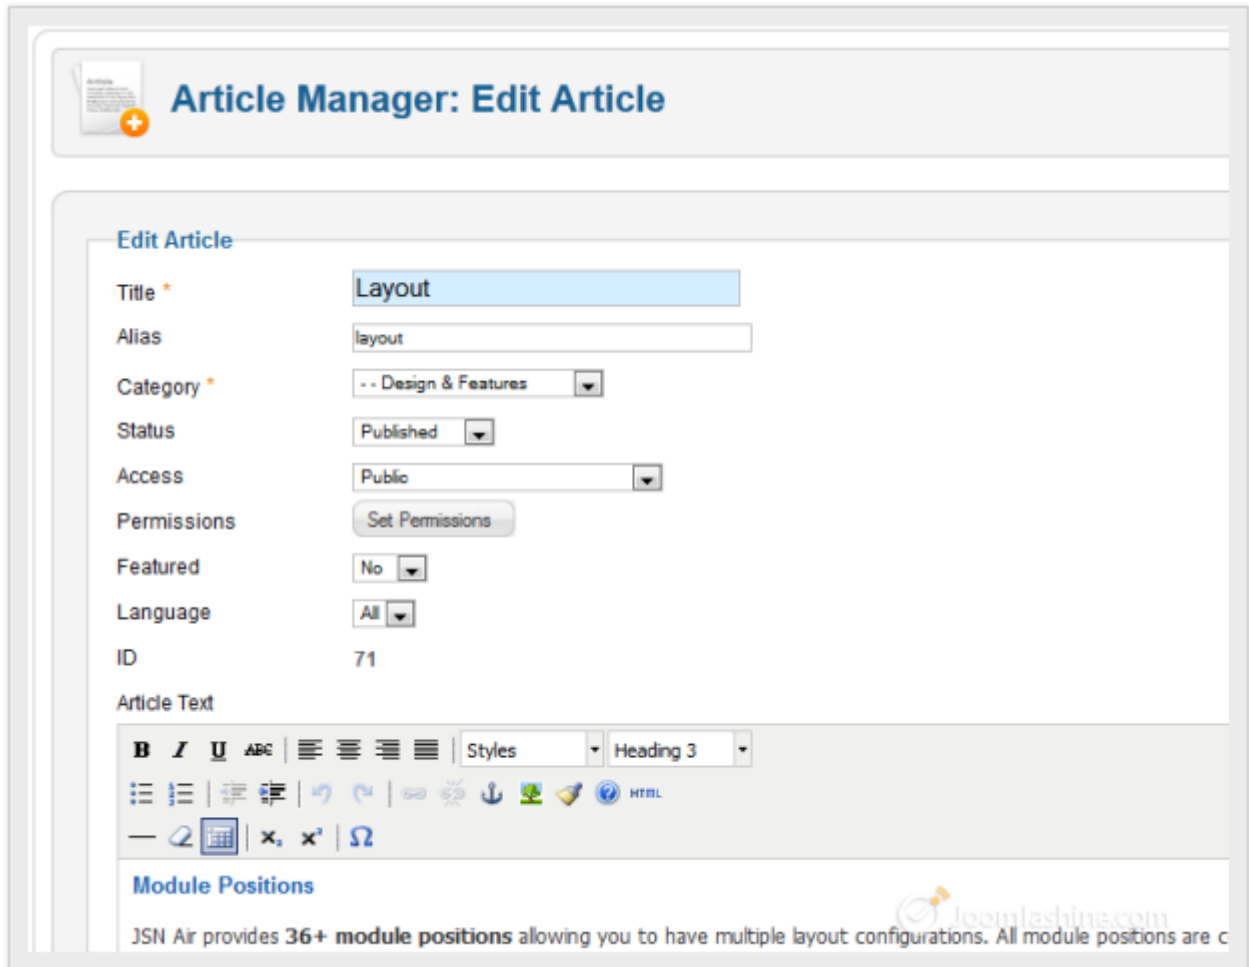 Article Manager: Edit Article
Edit Article
Title *
Layout
Alias
layout
Category *
- - Design & Features
Status
Published
Access
Public
Permissions
Set Permissions
Featured
No
Language
All
ID
71
Article Text
B I U ABC Styles Heading 3
HTML
Module Positions
Joomlashine.com
JSN Air provides 36+ module positions allowing you to have multiple layout configurations. All module positions are c